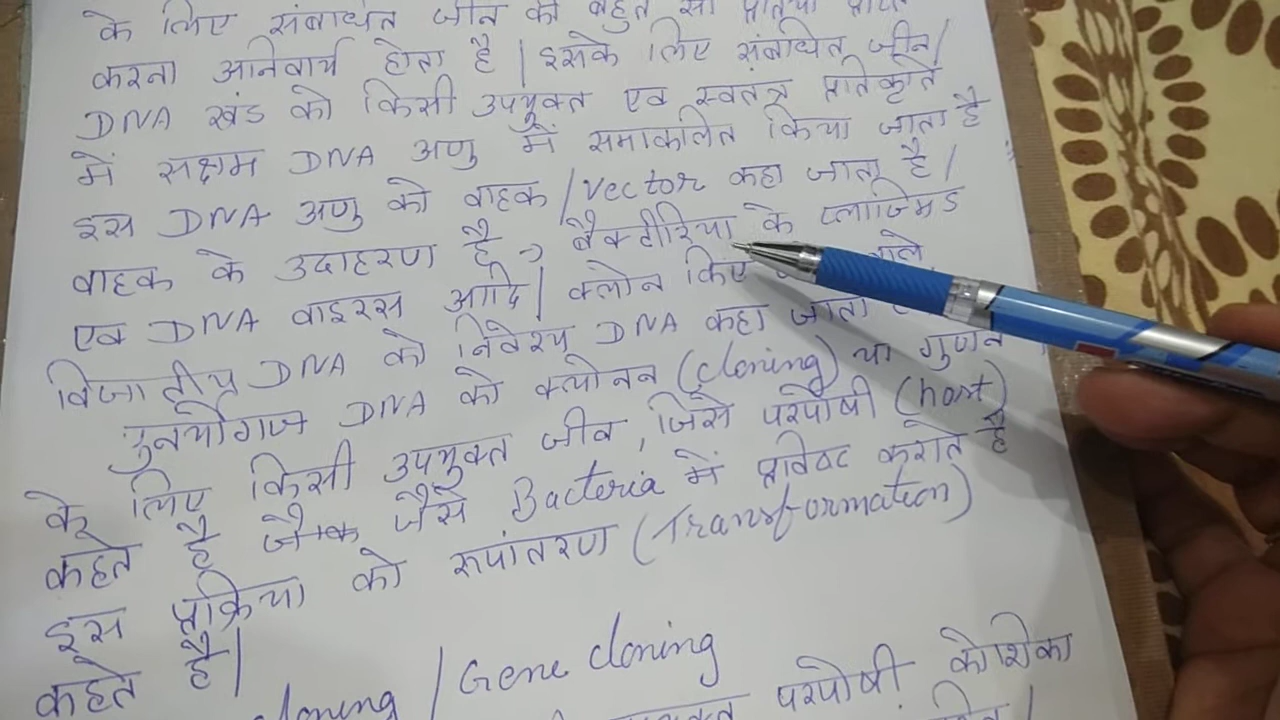 के लिए संबंधित जीन की बहुत सी प्रतियां प्राप्त
करना अनिवार्य होता है | इसके लिए संबंधित जीन/
DNA खंड को किसी उपयुक्त एवं स्वतंत्र प्रतिकृति
में सक्षम DNA अणु में समाकलित किया जाता है
इस DNA अणु को वाहक / Vector कहा जाता है |
वाहक के उदाहरण है → बैक्टीरिया के प्लाज्मिड
एवं DNA वाइरस आदि | क्लोन किए वाले
विजातीय DNA को निवेश्य DNA कहा जाता
पुनर्योगज DNA को क्लोनन (cloning) या गुणन
के लिए किसी उपयुक्त जीव, जिसे परपोषी (host)
कहते है जैसे Bacteria में प्रविष्ट कराते है
इस प्रक्रिया को रूपांतरण (Transformation)
कहते है |
cloning / Gene cloning
परपोषी कोशिका